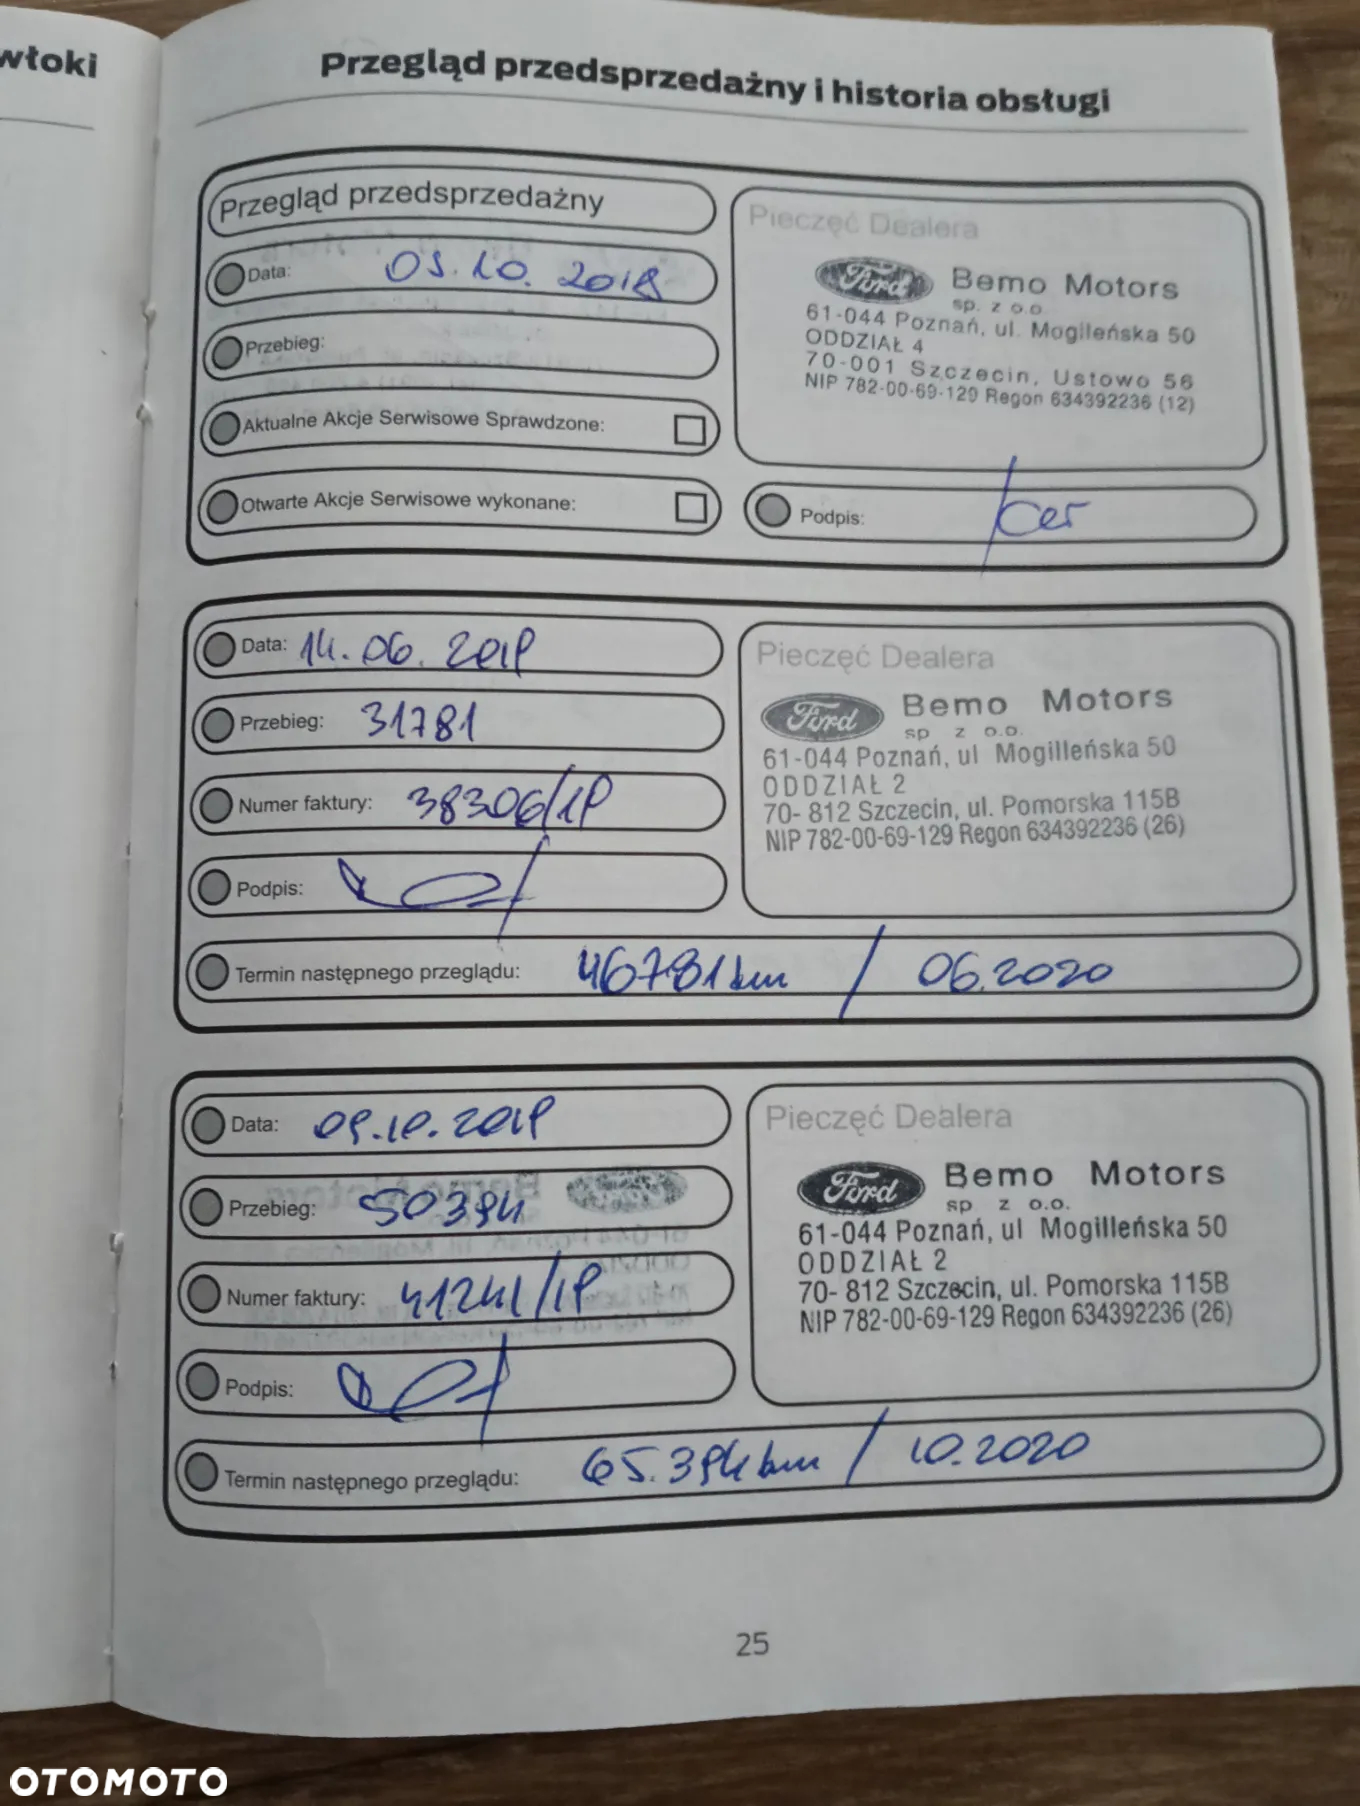 włoki
Przegląd przedsprzedażny i historia obsługi
Przegląd przedsprzedażny
Data: 05.10.2018
Przebieg:
Aktualne Akcje Serwisowe Sprawdzone:
Otwarte Akcje Serwisowe wykonane:
Pieczęć Dealera
Ford Bemo Motors
sp. z o.o.
61-044 Poznań, ul. Mogileńska 50
ODDZIAŁ 4
70-001 Szczecin, Ustowo 56
NIP 782-00-69-129 Regon 634392236 (12)
Podpis:
Data: 14.06.2019
Przebieg: 31781
Numer faktury: 38306/19
Podpis:
Pieczęć Dealera
Ford Bemo Motors
sp z o.o.
61-044 Poznań, ul Mogilleńska 50
ODDZIAŁ 2
70- 812 Szczecin, ul. Pomorska 115B
NIP 782-00-69-129 Regon 634392236 (26)
Termin następnego przeglądu: 46781 km / 06.2020
Data: 09.10.2019
Przebieg: 50394
Numer faktury: 41241/19
Podpis:
Pieczęć Dealera
Ford Bemo Motors
sp z o.o.
61-044 Poznań, ul Mogilleńska 50
ODDZIAŁ 2
70- 812 Szczecin, ul. Pomorska 115B
NIP 782-00-69-129 Regon 634392236 (26)
Termin następnego przeglądu: 65.394 km / 10.2020
25
OTOMOTO